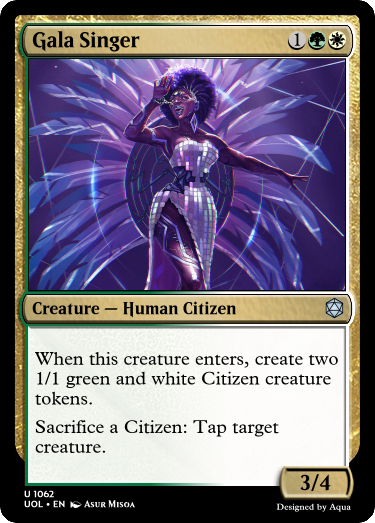 Gala Singer 1
Creature — Human Citizen
When this creature enters, create two
1/1 green and white Citizen creature
tokens.
Sacrifice a Citizen: Tap target
creature.
3/4
U 1062
UOL • EN Asur Misoa
Designed by Aqua